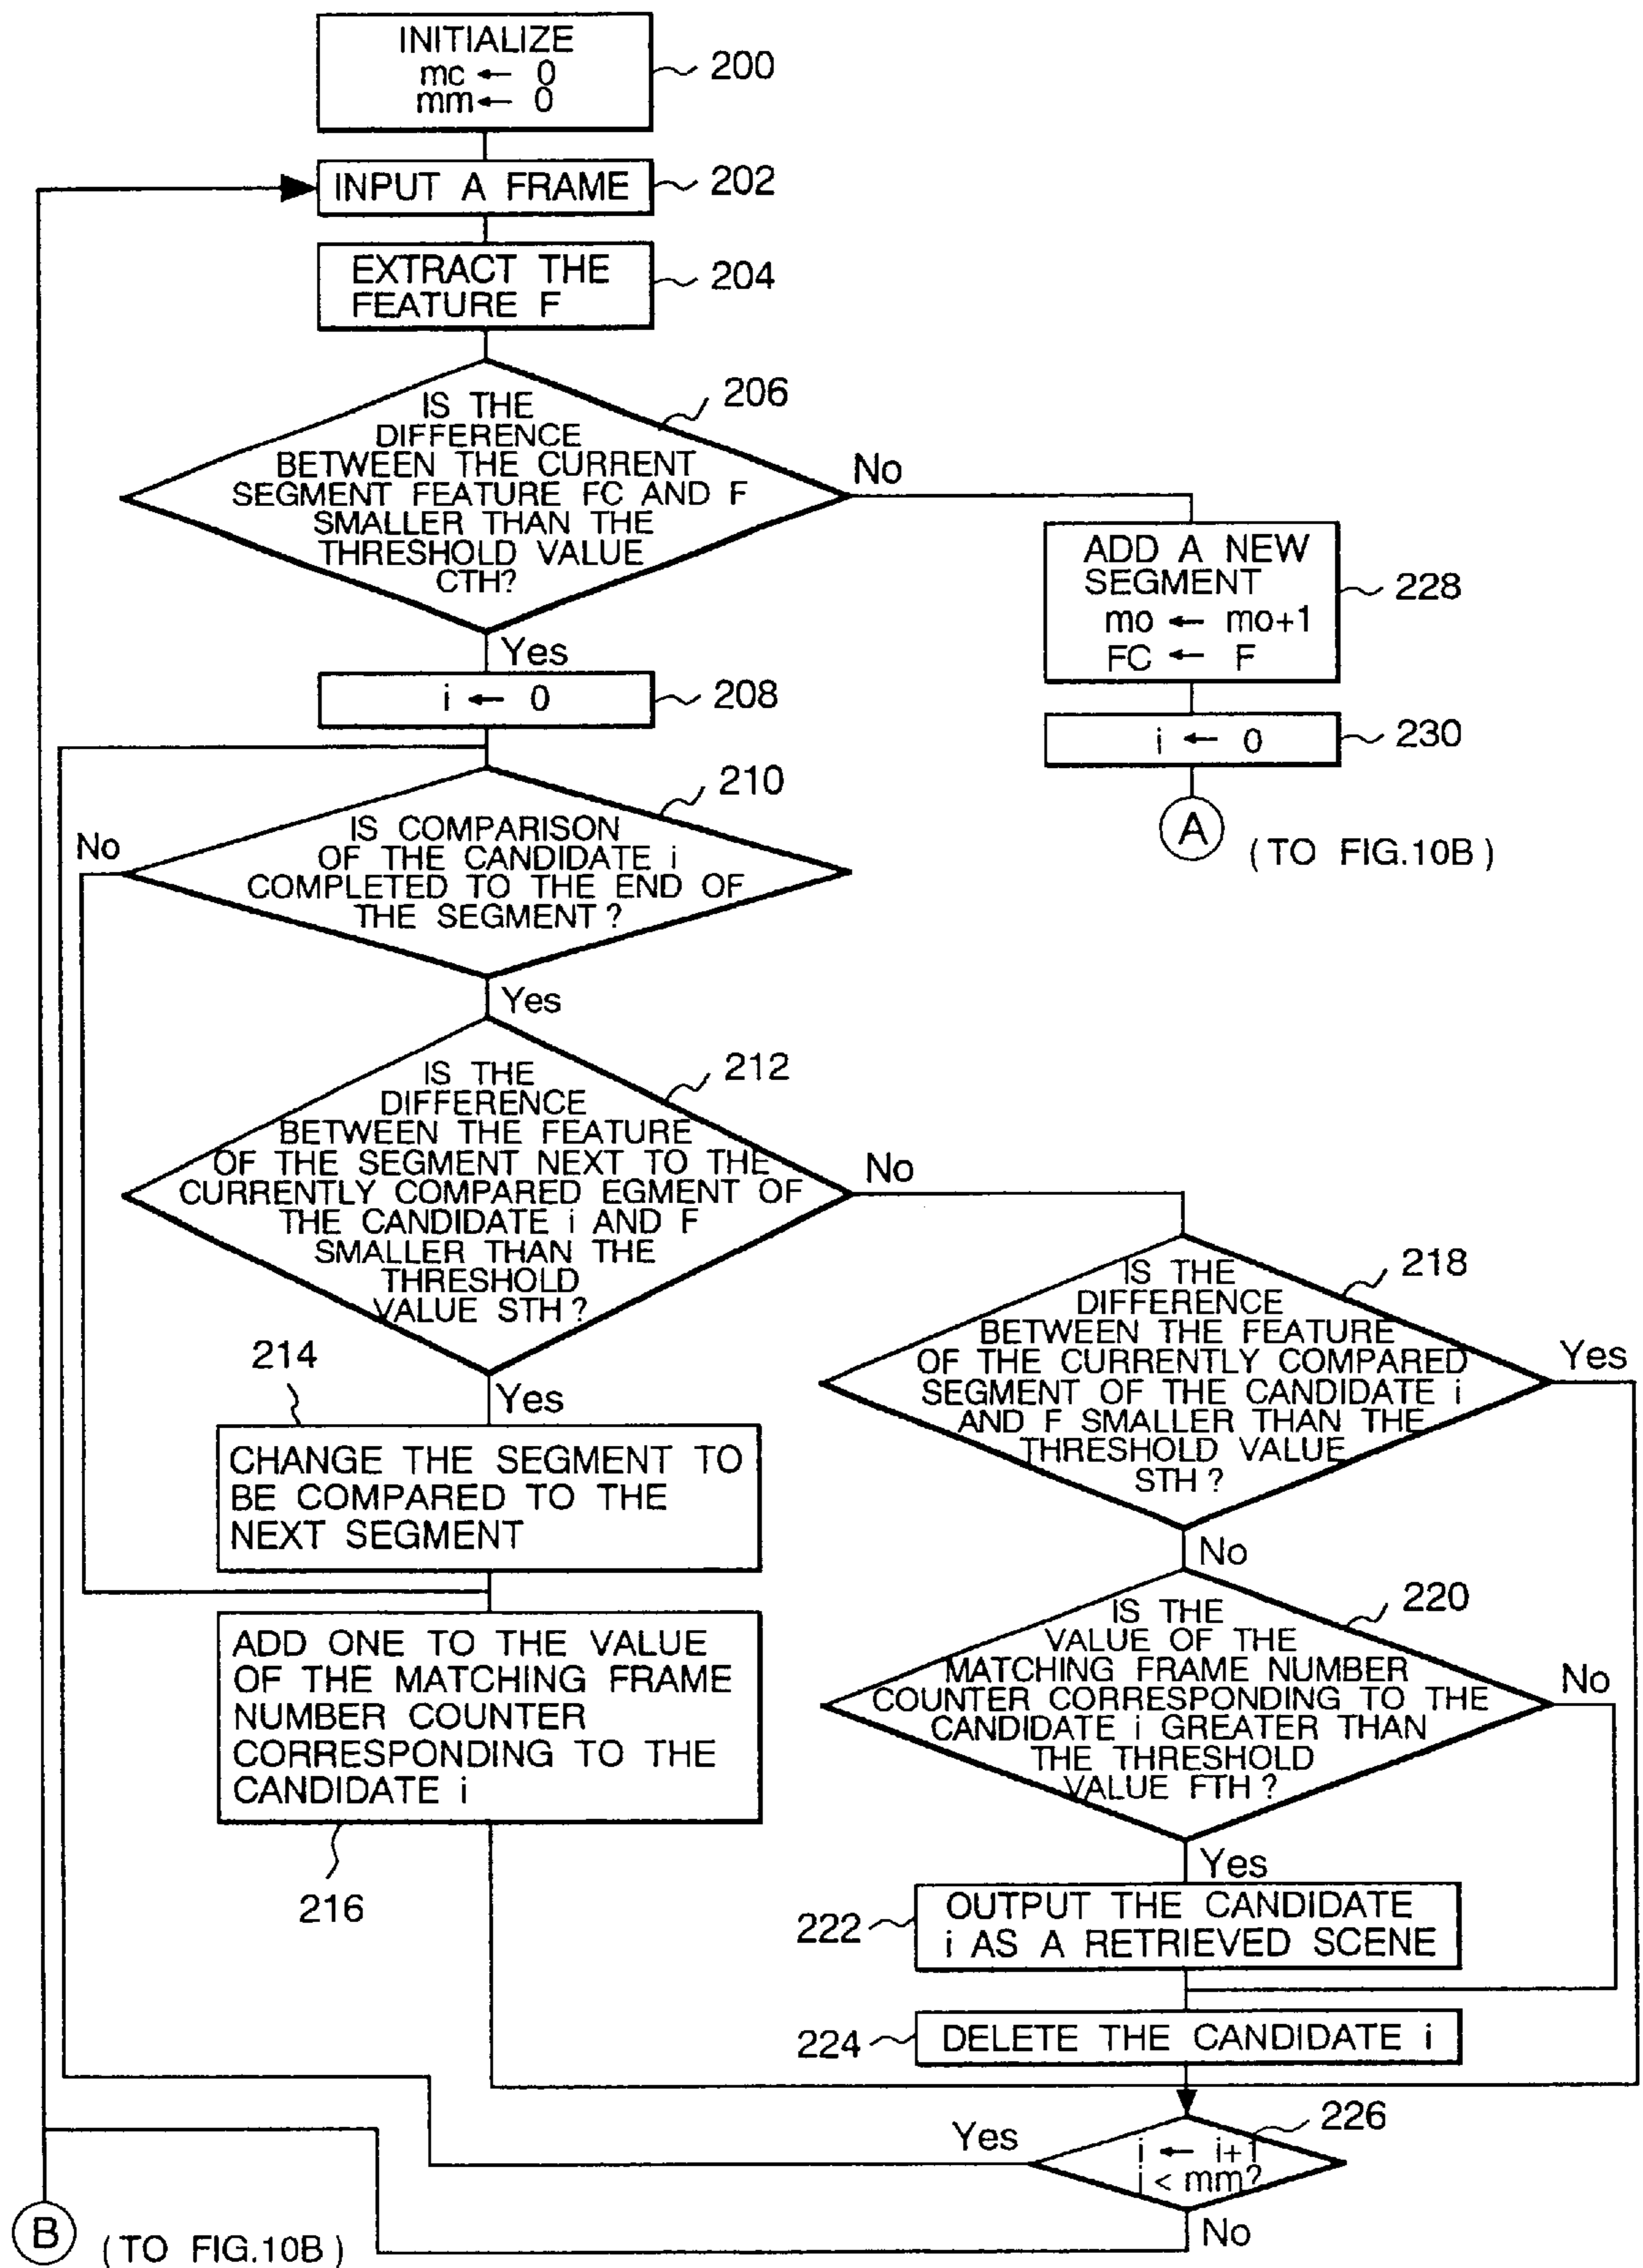 INITIALIZE
mc ← 0
mm ← 0
200
INPUT A FRAME
202
EXTRACT THE
FEATURE F
204
IS THE
DIFFERENCE
BETWEEN THE CURRENT
SEGMENT FEATURE FC AND F
SMALLER THAN THE
THRESHOLD VALUE
CTH?
206
No
Yes
ADD A NEW
SEGMENT
mo ← mo+1
FC ← F
228
i ← 0
208
i ← 0
230
A
(TO FIG.10B)
210
IS COMPARISON
OF THE CANDIDATE i
COMPLETED TO THE END OF
THE SEGMENT?
No
Yes
212
IS THE
DIFFERENCE
BETWEEN THE FEATURE
OF THE SEGMENT NEXT TO THE
CURRENTLY COMPARED EGMENT OF
THE CANDIDATE i AND F
SMALLER THAN THE
THRESHOLD
VALUE STH?
No
Yes
214
CHANGE THE SEGMENT TO
BE COMPARED TO THE
NEXT SEGMENT
ADD ONE TO THE VALUE
OF THE MATCHING FRAME
NUMBER COUNTER
CORRESPONDING TO THE
CANDIDATE i
216
218
IS THE
DIFFERENCE
BETWEEN THE FEATURE
OF THE CURRENTLY COMPARED
SEGMENT OF THE CANDIDATE i
AND F SMALLER THAN THE
THRESHOLD VALUE
STH?
Yes
No
220
IS THE
VALUE OF THE
MATCHING FRAME NUMBER
COUNTER CORRESPONDING TO THE
CANDIDATE i GREATER THAN
THE THRESHOLD
VALUE FTH?
No
Yes
222
OUTPUT THE CANDIDATE
i AS A RETRIEVED SCENE
224
DELETE THE CANDIDATE i
226
i ← i+1
i < mm?
Yes
No
B
(TO FIG.10B)